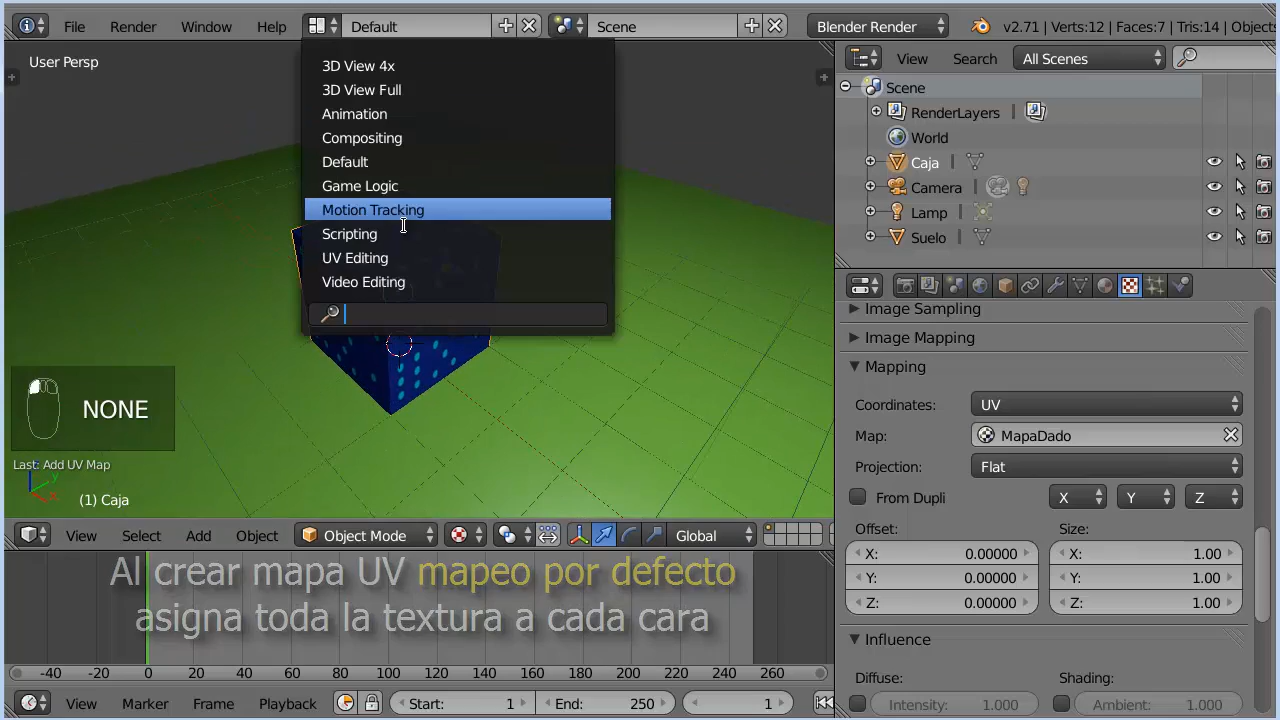 File Render Window Help Default Scene Blender Render v2.71 | Verts:12 | Faces:7 | Tris:14 | Object
User Persp
3D View 4x
3D View Full
Animation
Compositing
Default
Game Logic
Motion Tracking
Scripting
UV Editing
Video Editing
NONE
Last: Add UV Map
(1) Caja
View Select Add Object Object Mode Global
Al crear mapa UV mapeo por defecto
asigna toda la textura a cada cara
-40 -20 0 20 40 60 80 100 120 140 160 180 200 220 240 260
View Marker Frame Playback Start: 1 End: 250 1
View Search All Scenes
Scene
RenderLayers
World
Caja
Camera
Lamp
Suelo
Image Sampling
Image Mapping
Mapping
Coordinates: UV
Map: MapaDado
Projection: Flat
From Dupli X Y Z
Offset: Size:
X: 0.00000 X: 1.00
Y: 0.00000 Y: 1.00
Z: 0.00000 Z: 1.00
Influence
Diffuse: Shading:
Intensity: 1.000 Ambient: 1.000